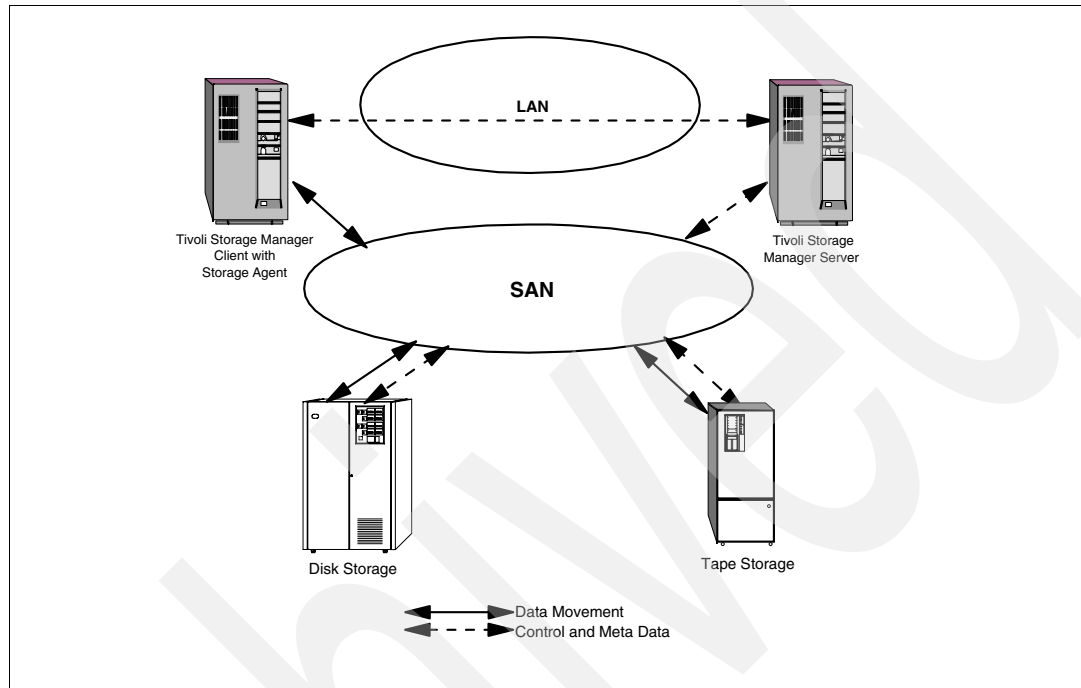 LAN
Tivoli Storage Manager
Client with
Storage Agent
Tivoli Storage
Manager Server
SAN
Disk Storage
Tape Storage
Data Movement
Control and Meta Data